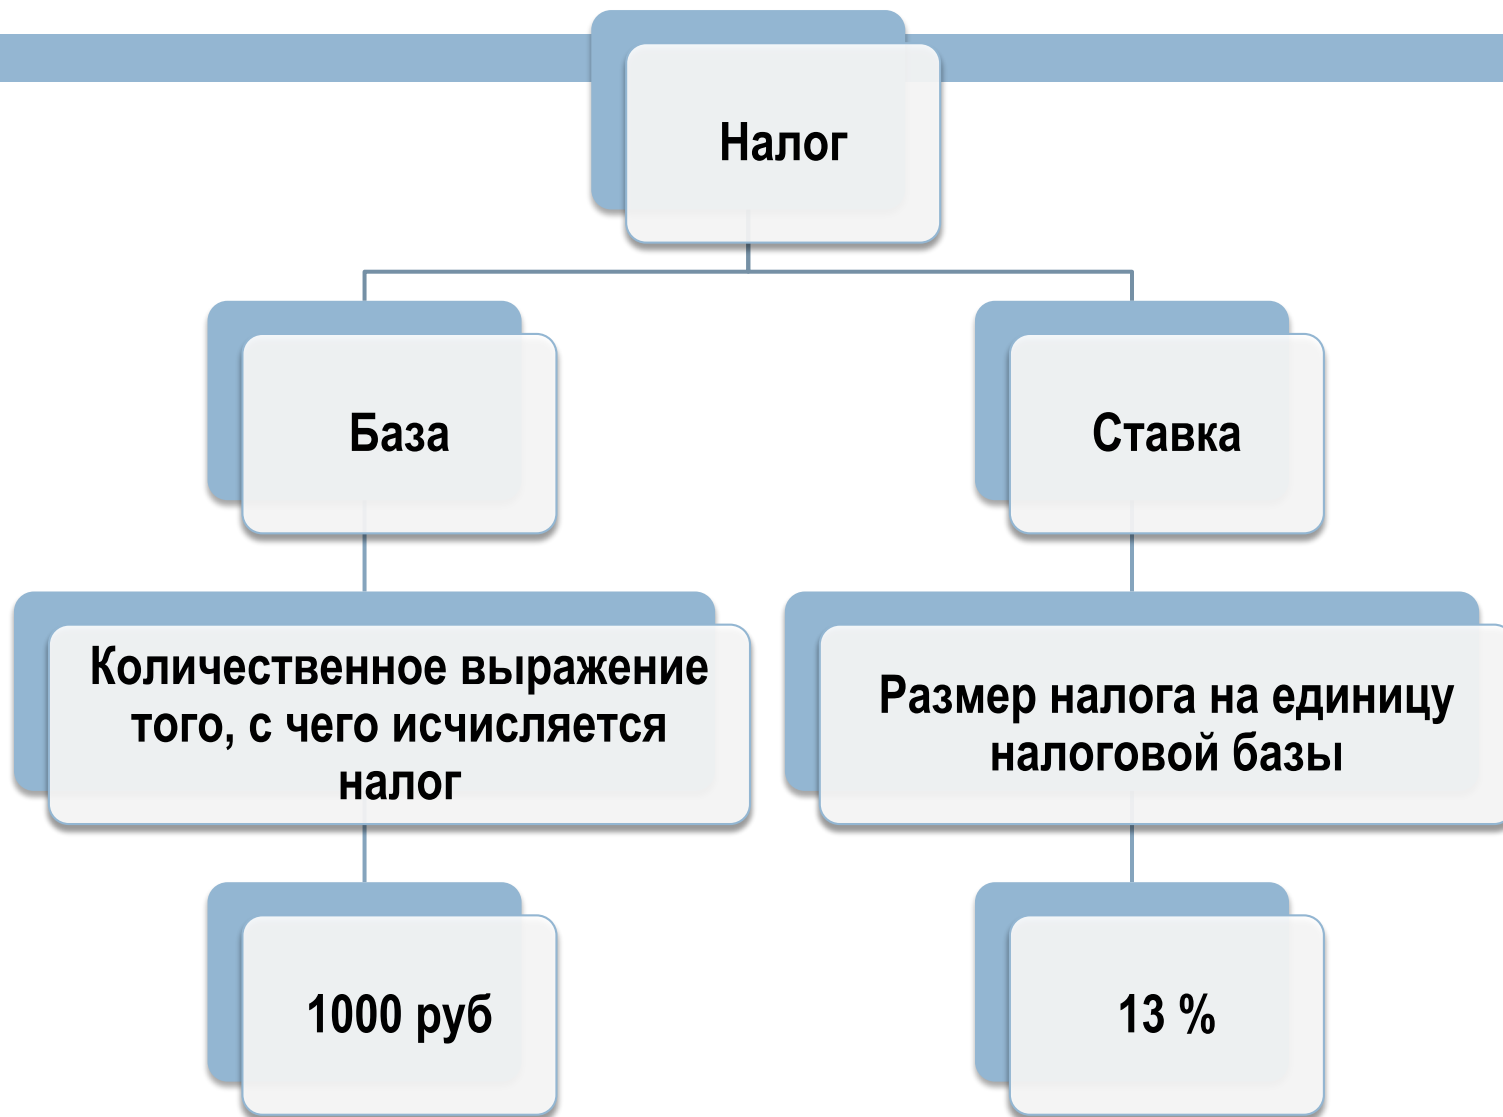 Налог
База
Ставка
Количественное выражение
того, с чего исчисляется
налог
Размер налога на единицу
налоговой базы
1000 руб
13 %